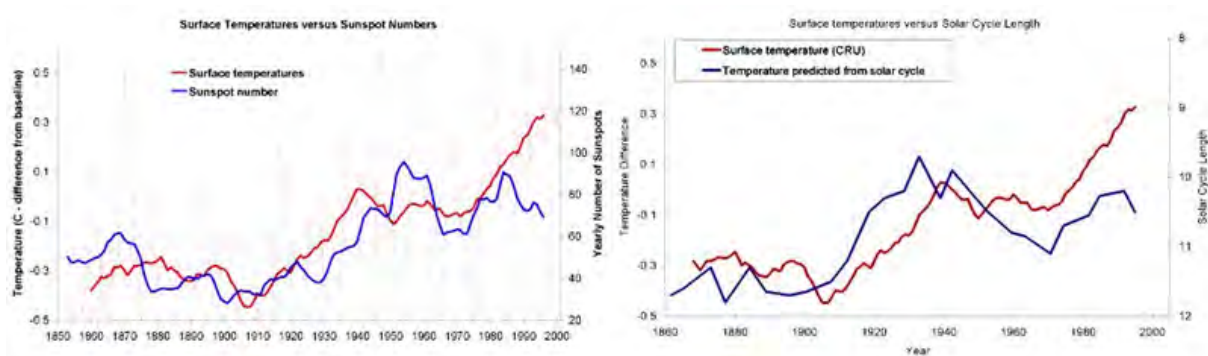 Surface Temperatures versus Sunspot Numbers
Surface temperatures
Sunspot number
Temperature (C - difference from baseline)
0.5
0.3
0.1
-0.1
-0.3
-0.5
1850 1860 1870 1880 1890 1900 1910 1920 1930 1940 1950 1960 1970 1980 1990 2000
140
120
100
80
60
40
20
Yearly Number of Sunspots
Surface temperatures versus Solar Cycle Length
Surface temperature (CRU)
Temperature predicted from solar cycle
Temperature Difference
0.5
0.3
0.1
-0.1
-0.3
-0.5
1860 1880 1900 1920 1940 1960 1980 2000
Year
8
9
10
11
12
Solar Cycle Length